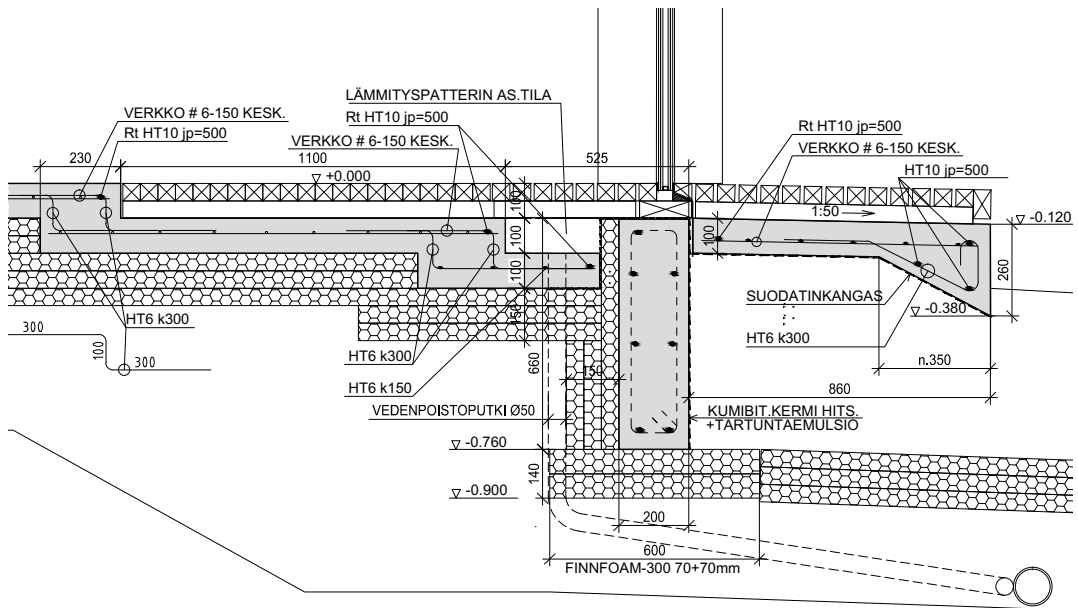 LÄMMITYSPATTERIN AS.TILA
VERKKO # 6-150 KESK.
Rt HT10 jp=500
Rt HT10 jp=500
Rt HT10 jp=500
VERKKO # 6-150 KESK.
VERKKO # 6-150 KESK.
HT10 jp=500
230
1100
525
+0.000
100
1:50
-0.120
100
100
100
260
SUODATINKANGAS
-0.380
HT6 k300
HT6 k300
300
100
300
150
660
HT6 k300
HT6 k150
n.350
150
860
VEDENPOISTOPUTKI Ø50
KUMIBIT.KERMI HITS.
+TARTUNTAEMULSIO
-0.760
140
-0.900
200
600
FINNFOAM-300 70+70mm